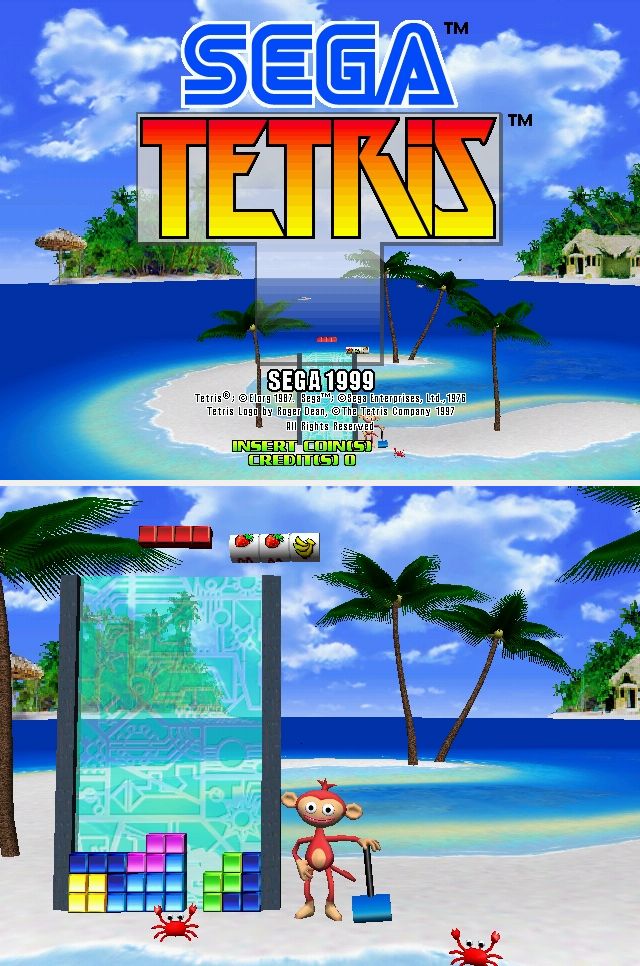 SEGA™
TETRIS™
SEGA 1999
Tetris®; ©Elorg 1987. Sega™; ©Sega Enterprises, Ltd., 1976
Tetris Logo by Roger Dean, ©The Tetris Company 1997
All Rights Reserved
INSERT COIN(S)
CREDIT(S) 0